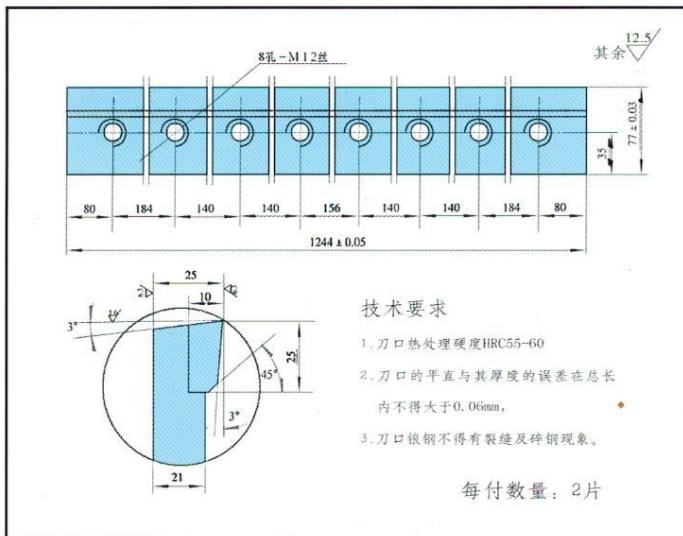 8孔-M12丝
其余
12.5
77±0.03
35
80 184 140 140 156 140 140 184 80
1244±0.05
25
10
3°
25
45°
3°
21
技术要求
1.刀口热处理硬度HRC55-60
2.刀口的平直与其厚度的误差在总长
内不得大于0.06mm,
3.刀口锒钢不得有裂缝及碎钢现象。
每付数量：2片